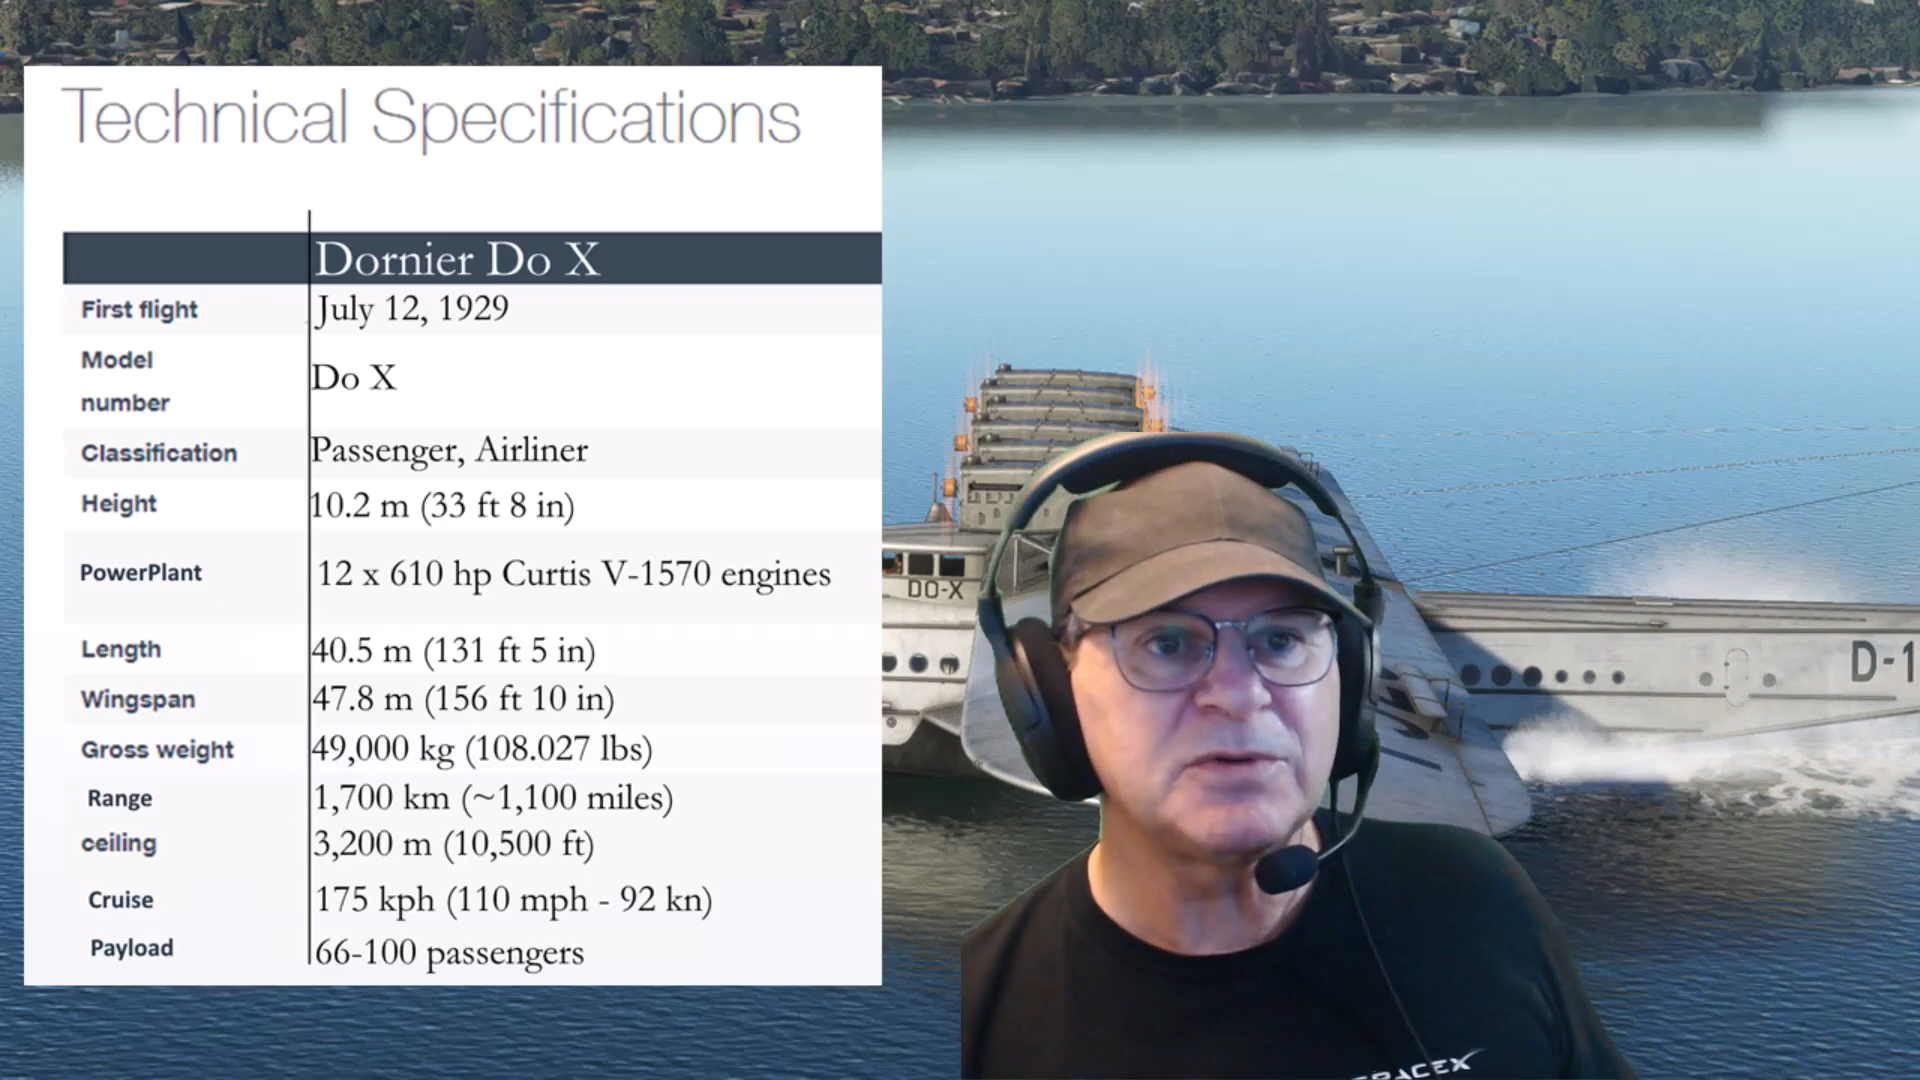 Technical Specifications
Dornier Do X
First flight July 12, 1929
Model number Do X
Classification Passenger, Airliner
Height 10.2 m (33 ft 8 in)
PowerPlant 12 x 610 hp Curtis V-1570 engines
Length 40.5 m (131 ft 5 in)
Wingspan 47.8 m (156 ft 10 in)
Gross weight 49,000 kg (108.027 lbs)
Range 1,700 km (~1,100 miles)
ceiling 3,200 m (10,500 ft)
Cruise 175 kph (110 mph - 92 kn)
Payload 66-100 passengers
DO-X
D-1